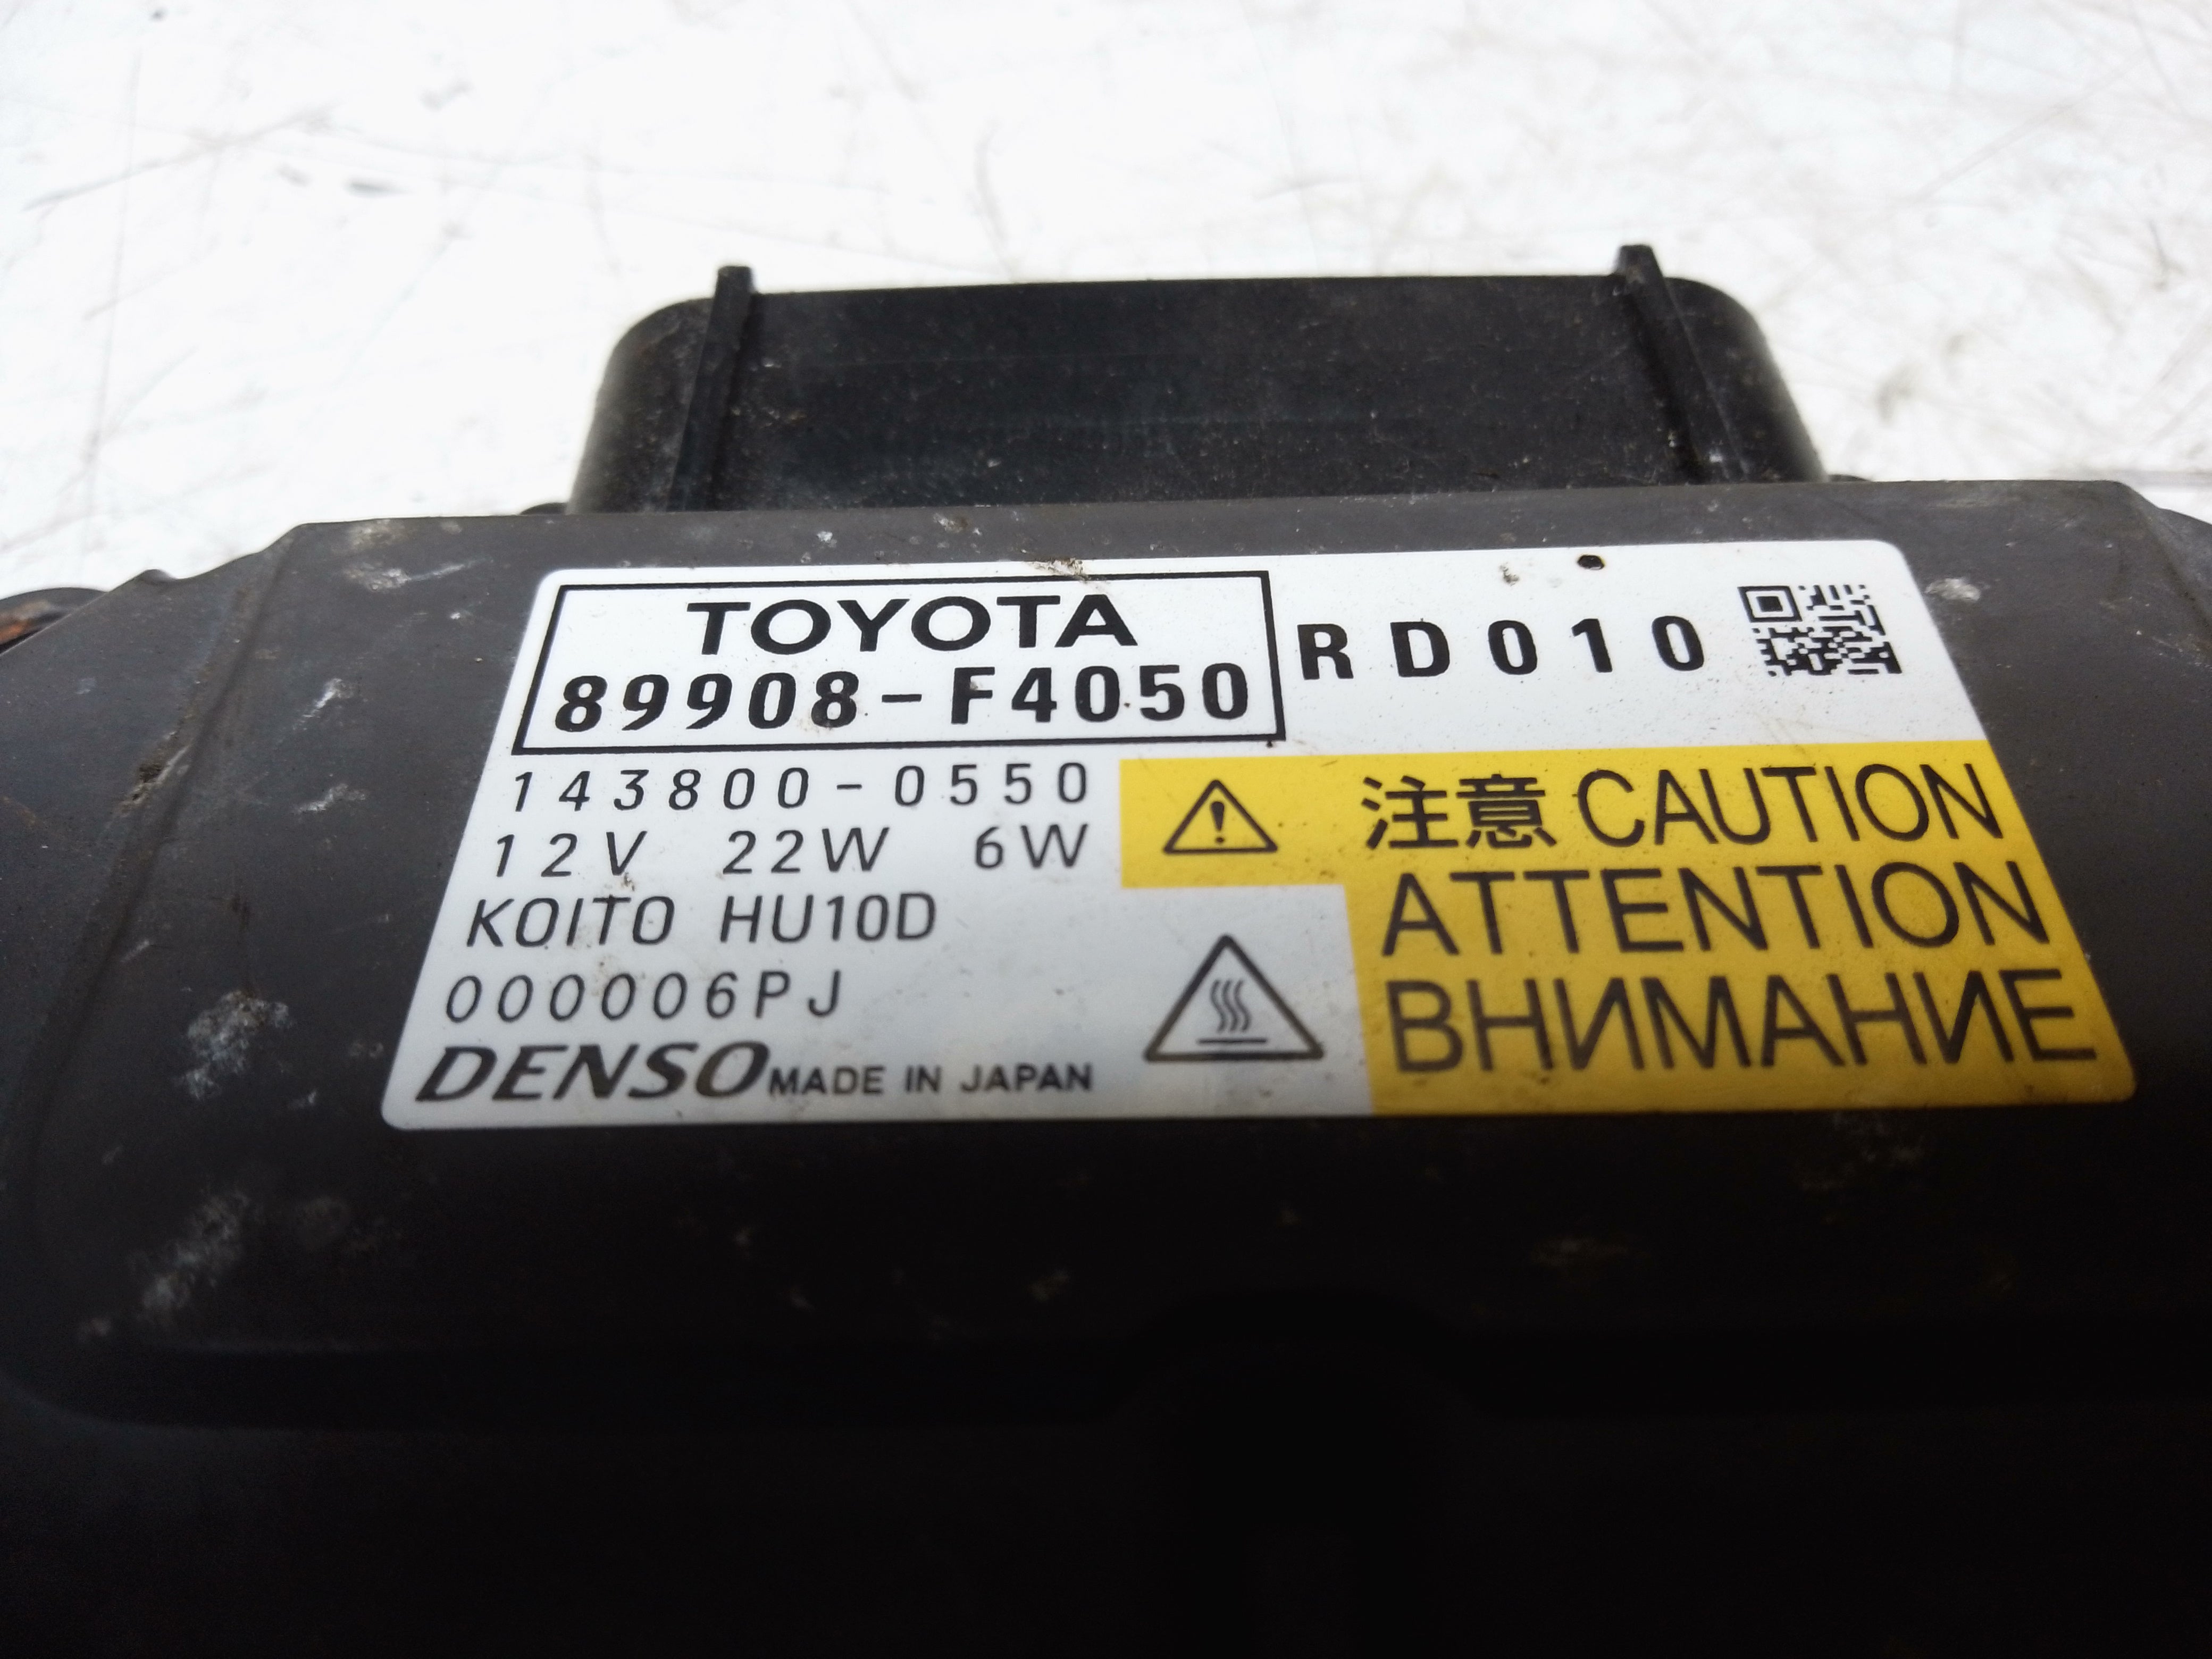 TOYOTA
89908-F4050
RD010
143800-0550
12V 22W 6W
KOITO HU10D
000006PJ
DENSO MADE IN JAPAN
注意 CAUTION
ATTENTION
ВНИМАНИЕ